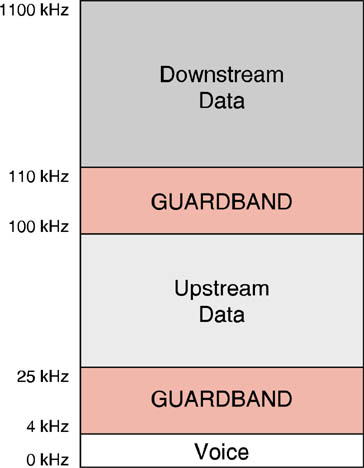 1100 kHz
Downstream
Data
110 kHz
GUARDBAND
100 kHz
Upstream
Data
25 kHz
GUARDBAND
4 kHz
Voice
0 kHz